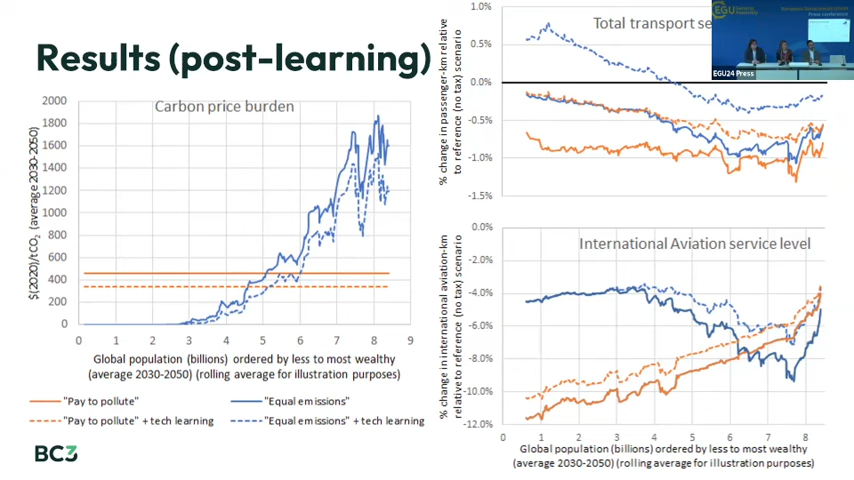 Results (post-learning)
Carbon price burden
$(2020)/tCO2 (average 2030-2050)
2000
1800
1600
1400
1200
1000
800
600
400
200
0
0 1 2 3 4 5 6 7 8 9
Global population (billions) ordered by less to most wealthy
(average 2030-2050) (rolling average for illustration purposes)
"Pay to pollute"
"Equal emissions"
"Pay to pollute" + tech learning
"Equal emissions" + tech learning
BC3
Total transport se
% change in passenger-km relative
to reference (no tax) scenario
1.0%
0.5%
0.0%
-0.5%
-1.0%
-1.5%
International Aviation service level
% change in international aviation-km
relative to reference (no tax) scenario
0.0%
-2.0%
-4.0%
-6.0%
-8.0%
-10.0%
-12.0%
0 1 2 3 4 5 6 7 8
Global population (billions) ordered by less to most wealthy
(average 2030-2050) (rolling average for illustration purposes)
EGU
Press conference
EGU24 Press